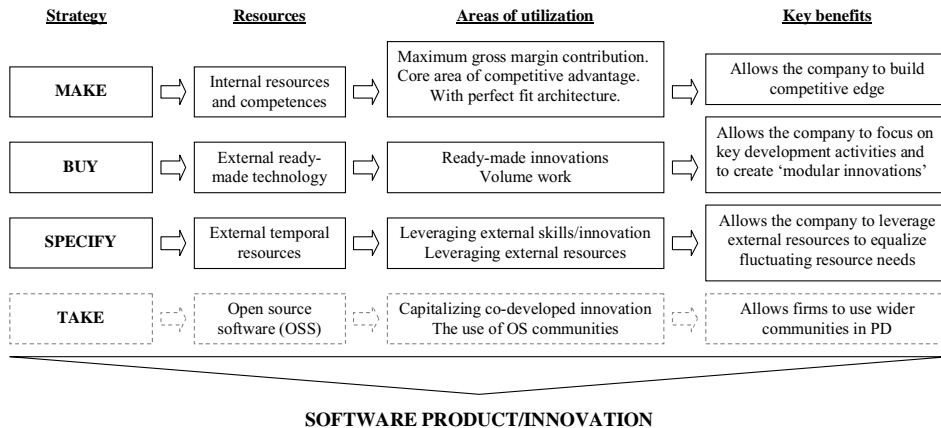 Strategy
Resources
Areas of utilization
Key benefits
MAKE
Internal resources
and competences
Maximum gross margin contribution.
Core area of competitive advantage.
With perfect fit architecture.
Allows the company to build
competitive edge
BUY
External ready-
made technology
Ready-made innovations
Volume work
Allows the company to focus on
key development activities and
to create ‘modular innovations’
SPECIFY
External temporal
resources
Leveraging external skills/innovation
Leveraging external resources
Allows the company to leverage
external resources to equalize
fluctuating resource needs
TAKE
Open source
software (OSS)
Capitalizing co-developed innovation
The use of OS communities
Allows firms to use wider
communities in PD
SOFTWARE PRODUCT/INNOVATION